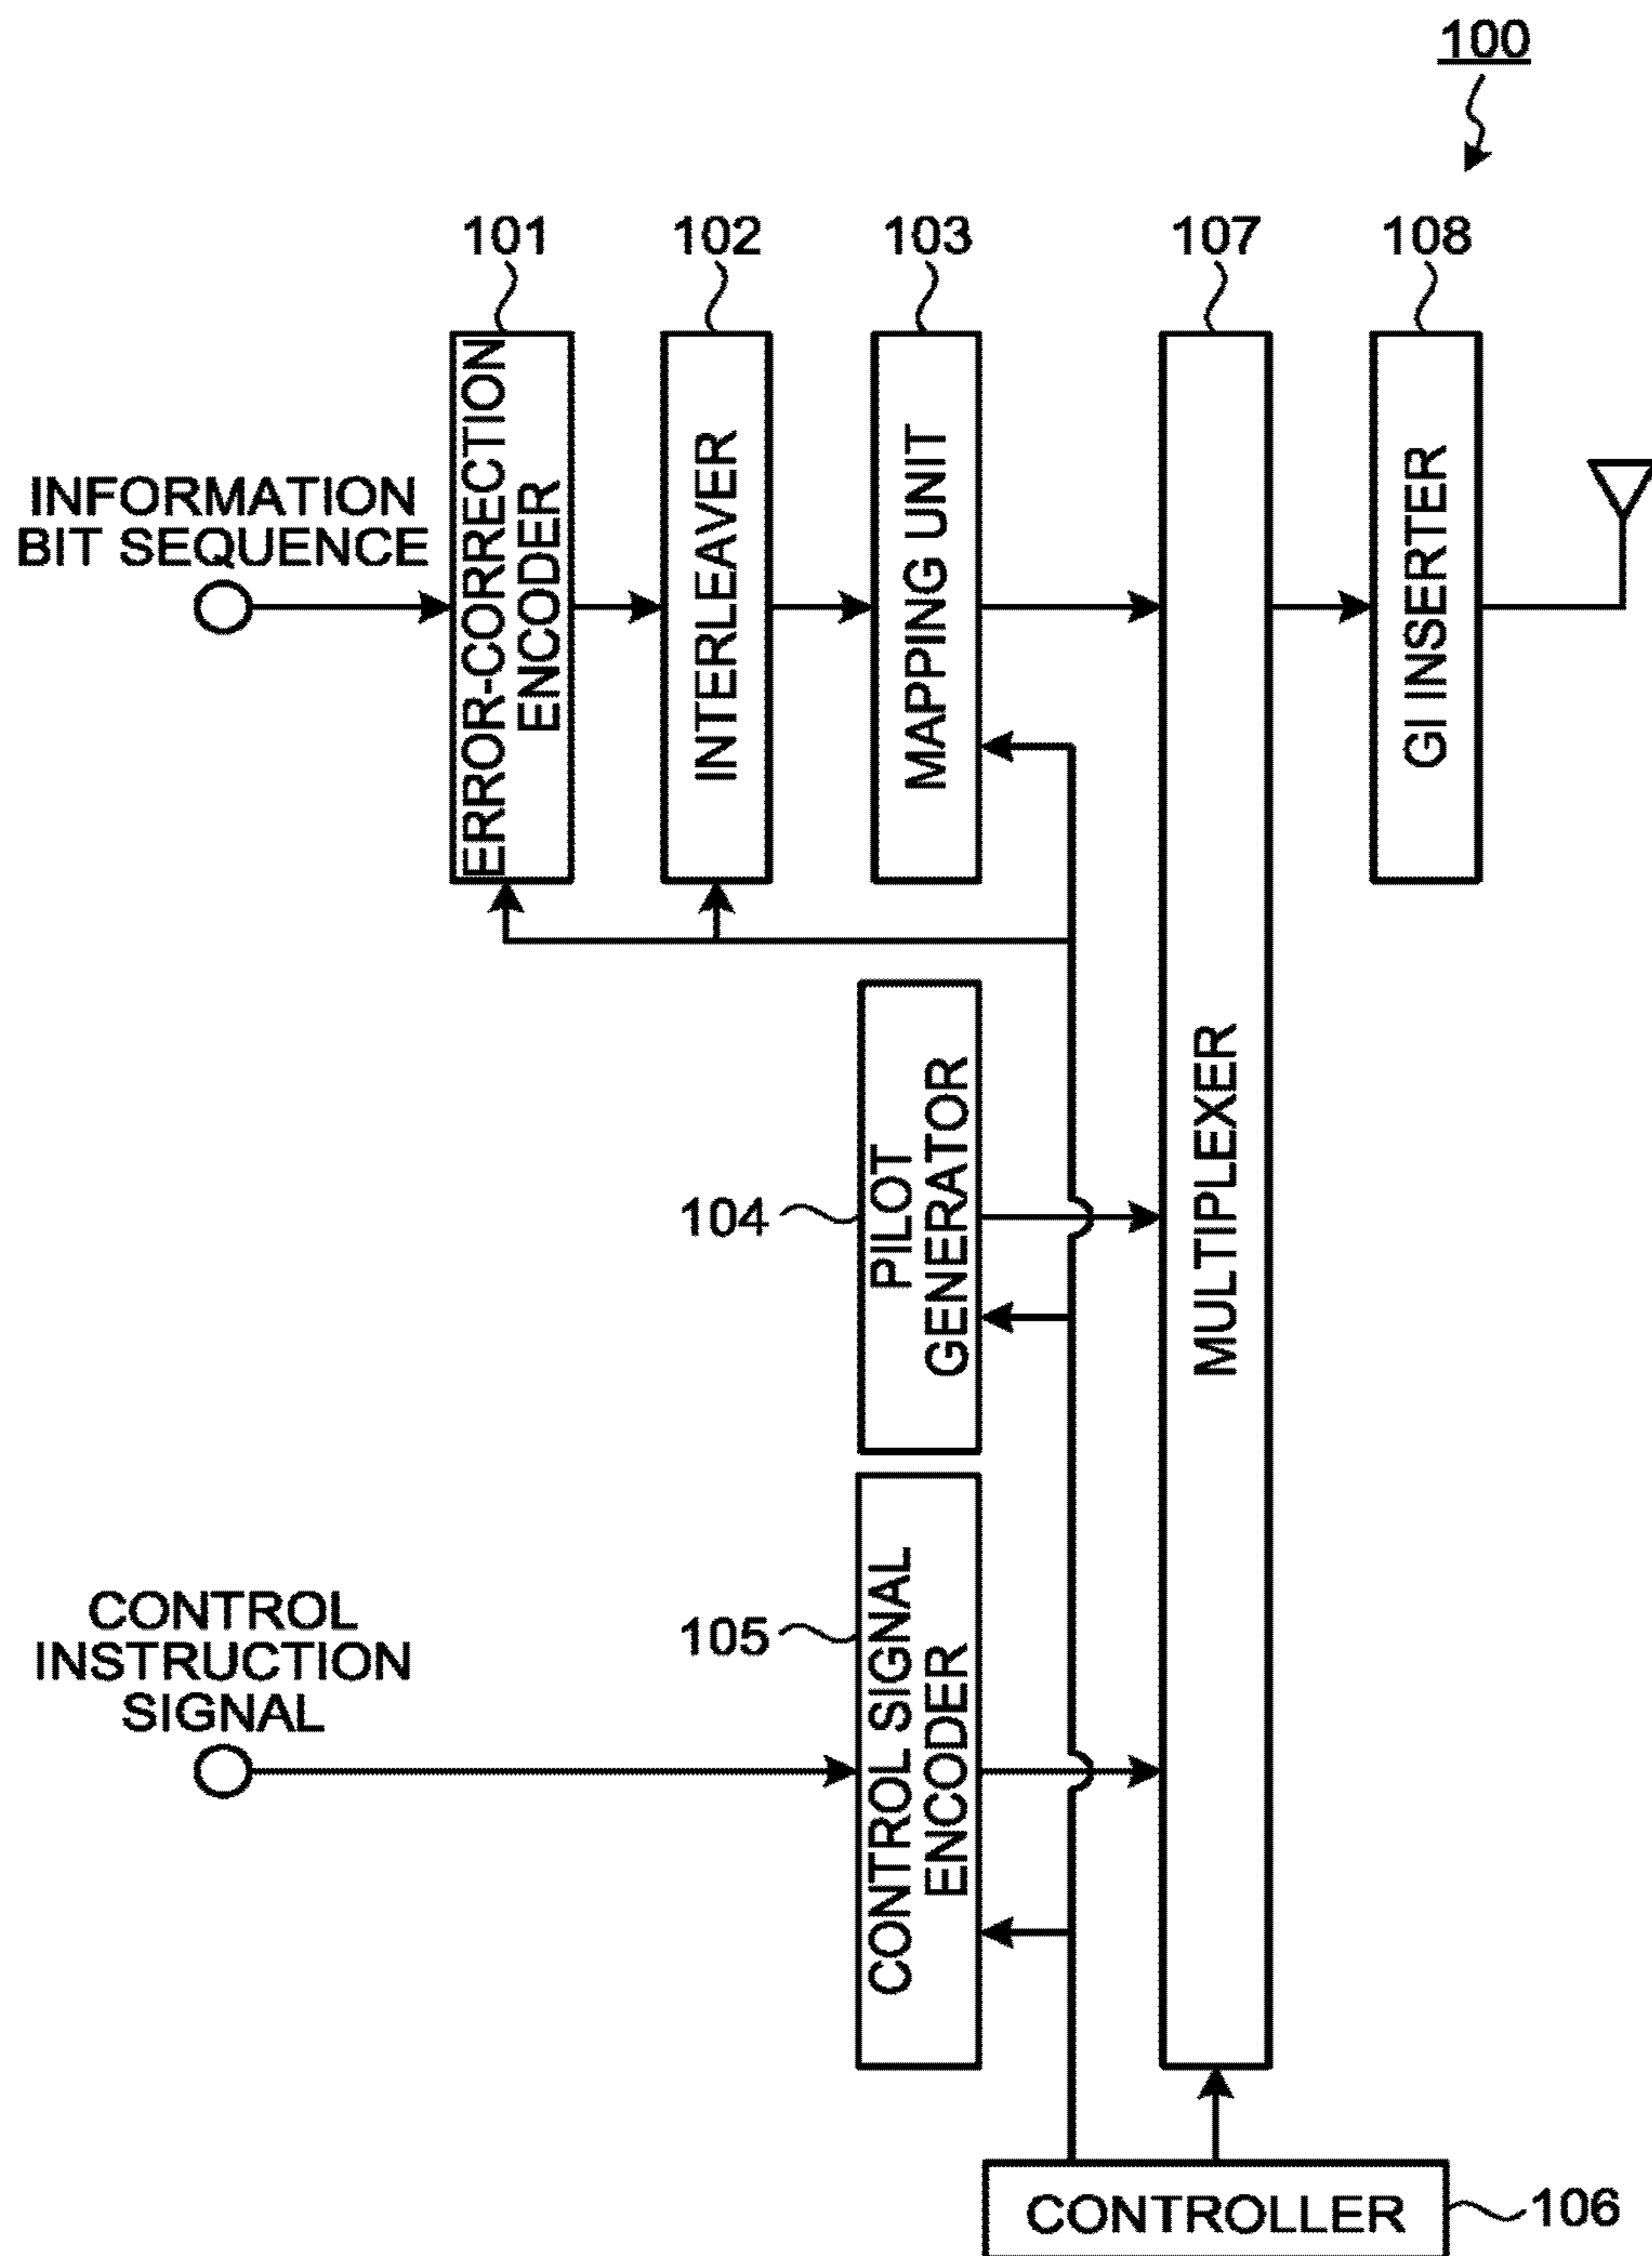 100
101
102
103
107
108
INFORMATION
BIT SEQUENCE
ERROR-CORRECTION
ENCODER
INTERLEAVER
MAPPING UNIT
MULTIPLEXER
GI INSERTER
104
PILOT
GENERATOR
CONTROL
INSTRUCTION
SIGNAL
105
CONTROL SIGNAL
ENCODER
CONTROLLER
106